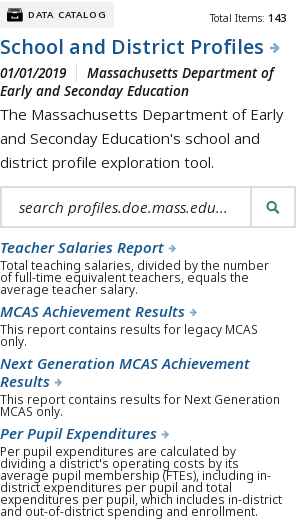 DATA CATALOG
Total Items: 143
School and District Profiles
01/01/2019 Massachusetts Department of
Early and Seconday Education
The Massachusetts Department of Early
and Seconday Education's school and
district profile exploration tool.
search profiles.doe.mass.edu...
Teacher Salaries Report
Total teaching salaries, divided by the number
of full-time equivalent teachers, equals the
average teacher salary.
MCAS Achievement Results
This report contains results for legacy MCAS
only.
Next Generation MCAS Achievement
Results
This report contains results for Next Generation
MCAS only.
Per Pupil Expenditures
Per pupil expenditures are calculated by
dividing a district's operating costs by its
average pupil membership (FTEs), including in-
district expenditures per pupil and total
expenditures per pupil, which includes in-district
and out-of-district spending and enrollment.